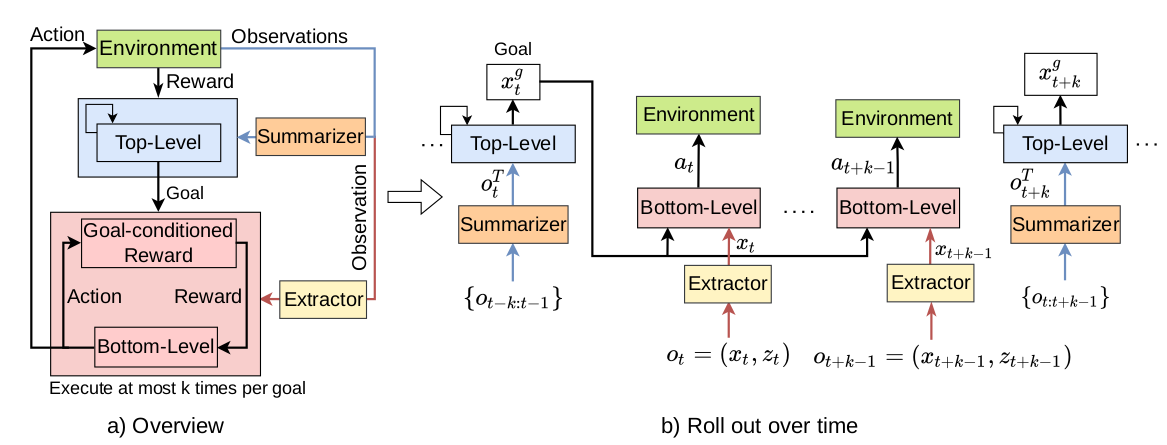 Action
Environment
Observations
Reward
Top-Level
Summarizer
Goal
Observation
Goal-conditioned
Reward
Action
Reward
Extractor
Bottom-Level
Execute at most k times per goal
a) Overview
Goal
x_t^g
Top-Level
...
o_t^T
Summarizer
{o_{t-k:t-1}}
Environment
a_t
Bottom-Level
x_t
Extractor
o_t = (x_t, z_t)
....
Environment
a_{t+k-1}
Bottom-Level
x_{t+k-1}
Extractor
o_{t+k-1} = (x_{t+k-1}, z_{t+k-1})
x_{t+k}^g
Top-Level
...
o_{t+k}^T
Summarizer
{o_{t:t+k-1}}
b) Roll out over time